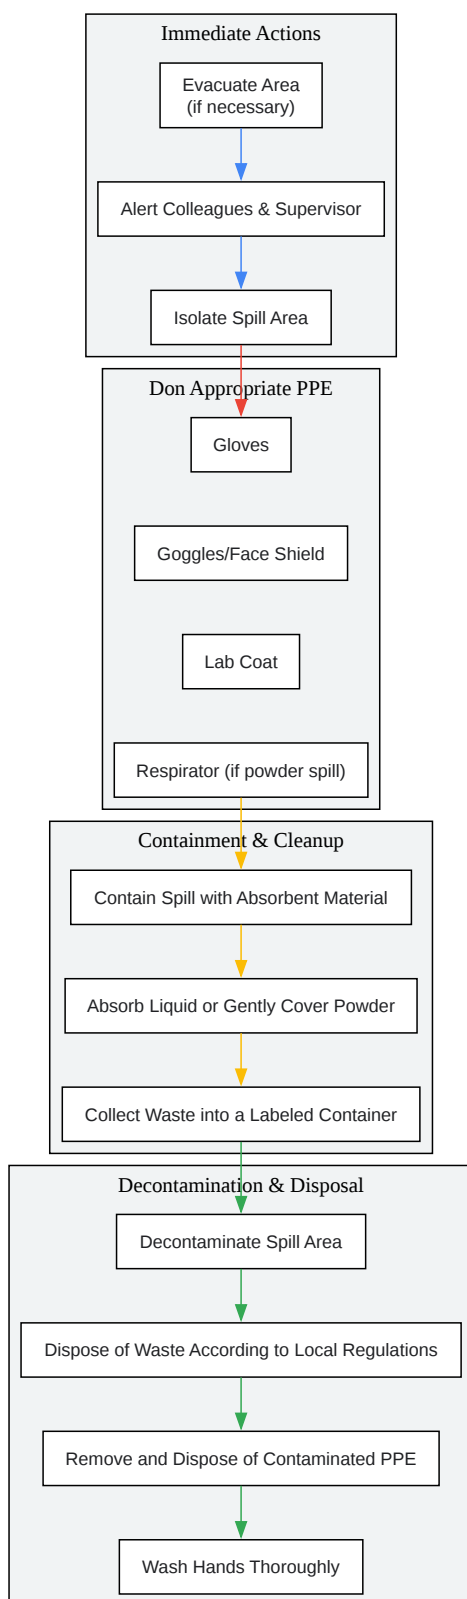 Immediate Actions
Evacuate Area
(if necessary)
Alert Colleagues & Supervisor
Isolate Spill Area
Don Appropriate PPE
Gloves
Goggles/Face Shield
Lab Coat
Respirator (if powder spill)
Containment & Cleanup
Contain Spill with Absorbent Material
Absorb Liquid or Gently Cover Powder
Collect Waste into a Labeled Container
Decontamination & Disposal
Decontaminate Spill Area
Dispose of Waste According to Local Regulations
Remove and Dispose of Contaminated PPE
Wash Hands Thoroughly